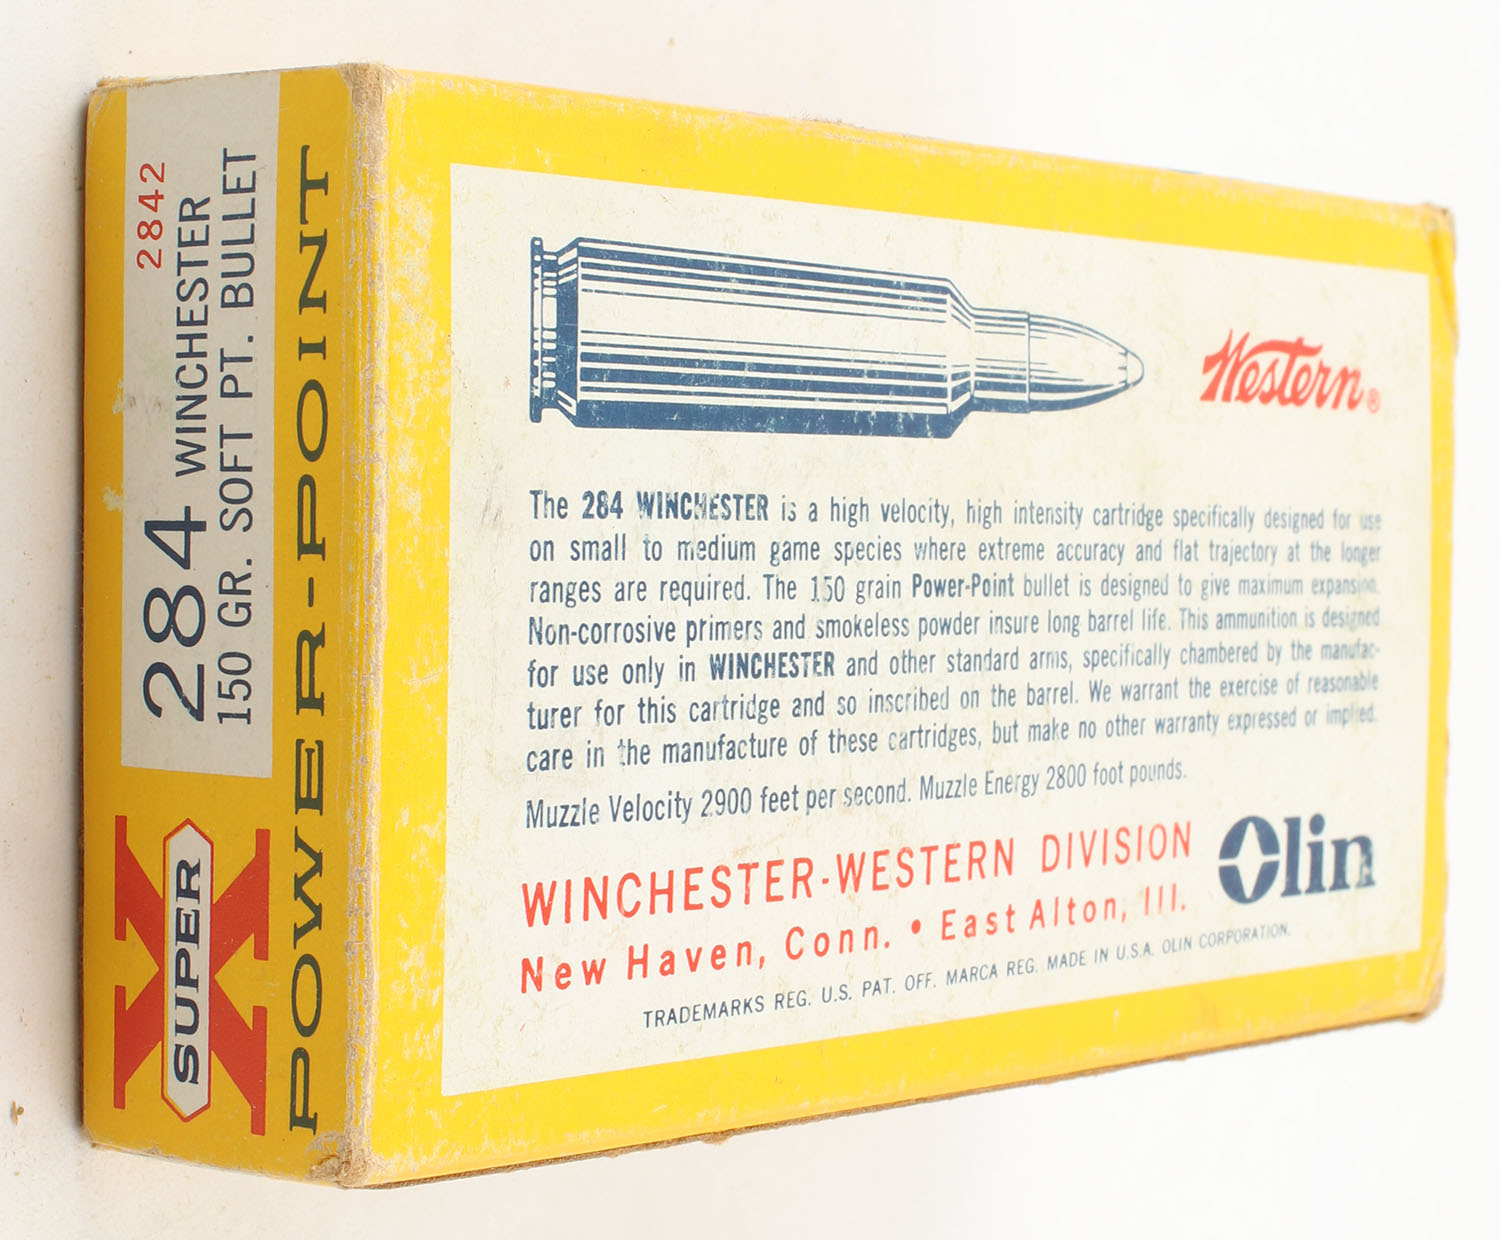 2842
284 WINCHESTER
150 GR. SOFT PT. BULLET
SUPER X
POWER-POINT
Western®
The 284 WINCHESTER is a high velocity, high intensity cartridge specifically designed for use
on small to medium game species where extreme accuracy and flat trajectory at the longer
ranges are required. The 150 grain Power-Point bullet is designed to give maximum expansion.
Non-corrosive primers and smokeless powder insure long barrel life. This ammunition is designed
for use only in WINCHESTER and other standard arms, specifically chambered by the manufac-
turer for this cartridge and so inscribed on the barrel. We warrant the exercise of reasonable
care in the manufacture of these cartridges, but make no other warranty expressed or implied.
Muzzle Velocity 2900 feet per second. Muzzle Energy 2800 foot pounds.
WINCHESTER-WESTERN DIVISION
New Haven, Conn. • East Alton, Ill.
Olin
TRADEMARKS REG. U.S. PAT. OFF. MARCA REG. MADE IN U.S.A. OLIN CORPORATION.